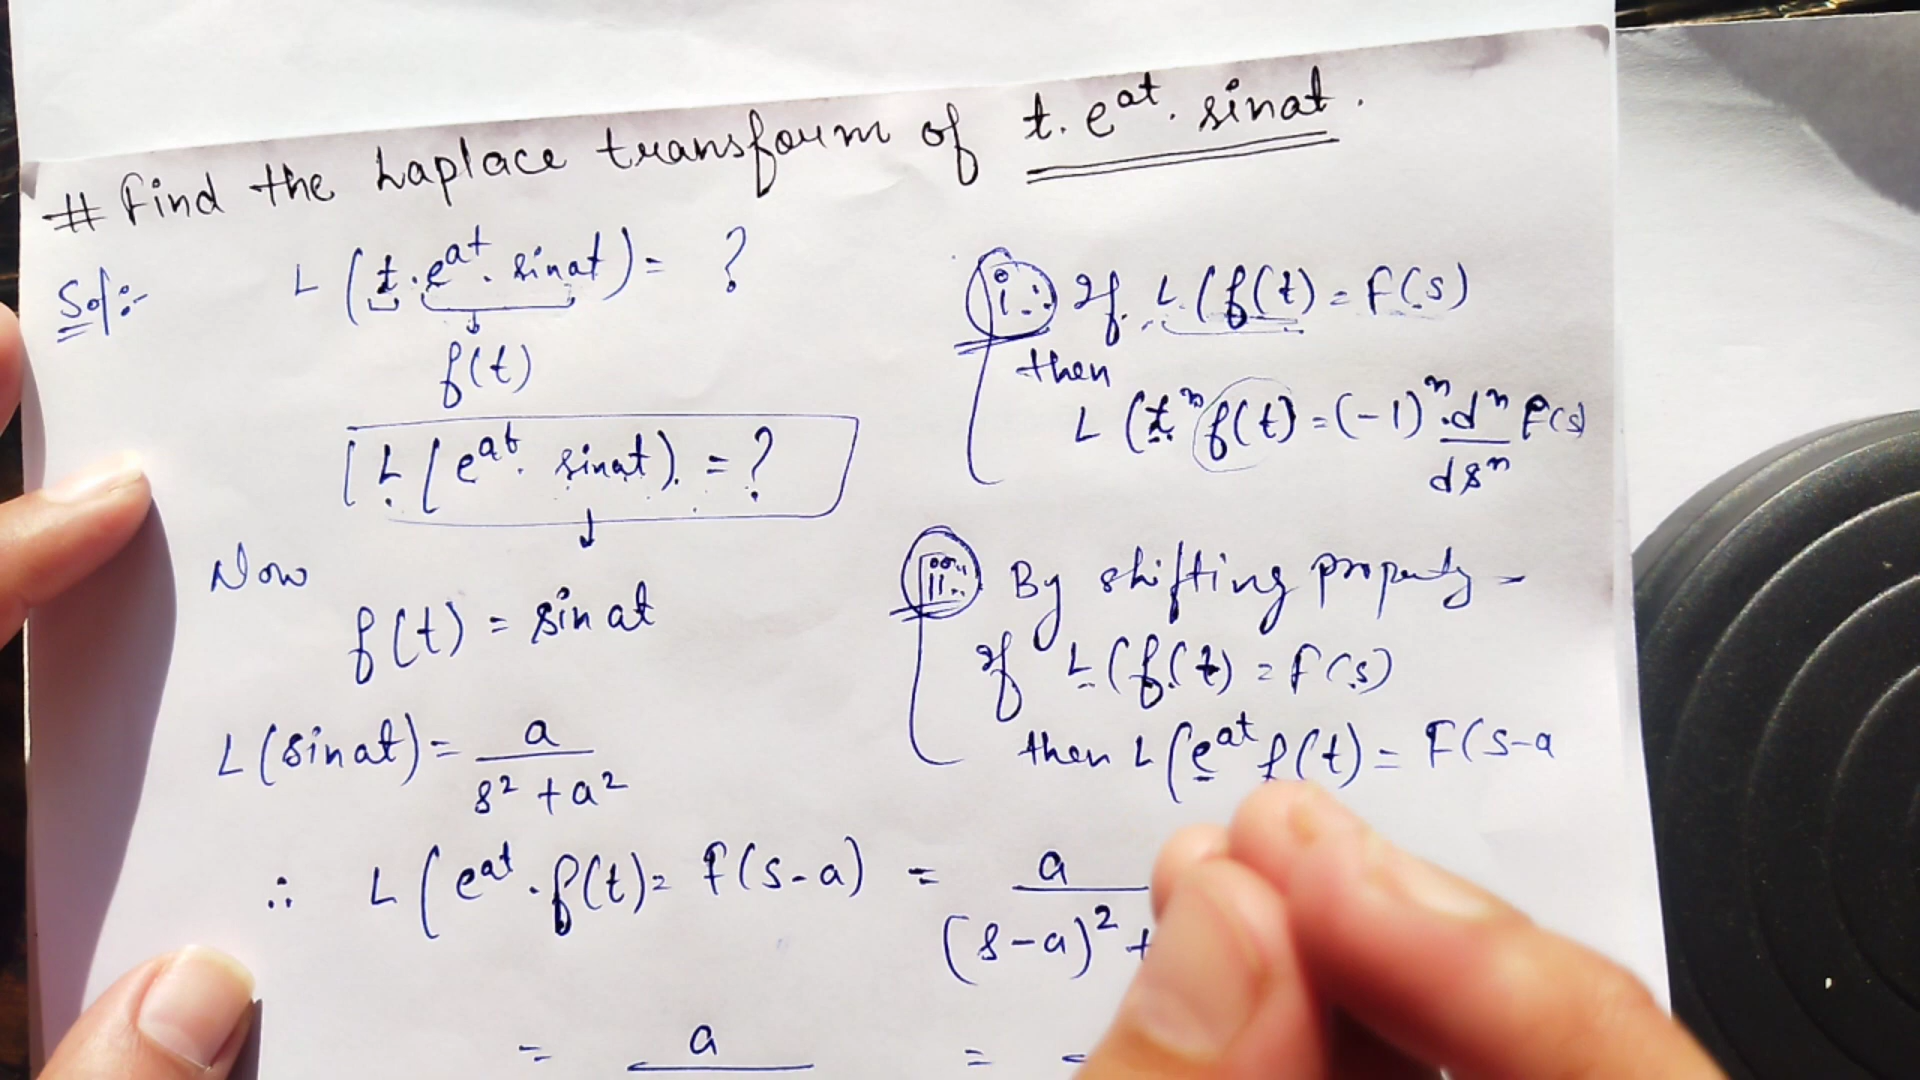 # Find the Laplace transform of t. e^at . sinat .
Sol:-
L (t . e^at . sinat) = ?
f(t)
L (e^at . sinat) . = ?
Now
f(t) = sin at
L (sinat) = a / s² + a²
∴ L (e^at . f(t) = F(s-a) = a / (s-a)² +
= a =
i. If L (f(t) = F(s)
then
L (t^n f(t) = (-1)^n . d^n / ds^n F(s)
ii. By shifting property -
If L (f(t) = F(s)
then L (e^at f(t) = F(s-a